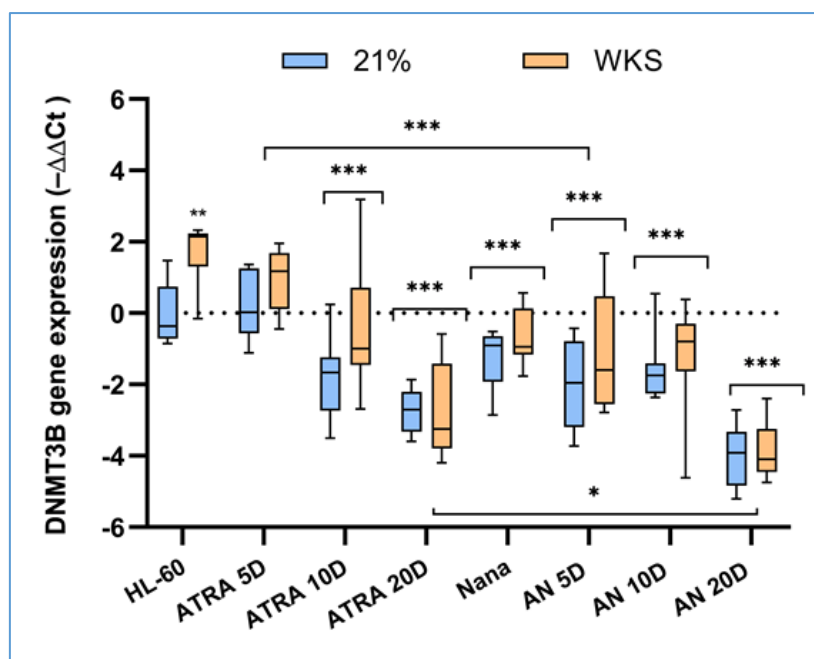 21% WKS
DNMT3B gene expression (−ΔΔCt )
6
4
2
0
-2
-4
-6
***
***
***
**
***
***
***
***
***
*
HL-60
ATRA 5D
ATRA 10D
ATRA 20D
Nana
AN 5D
AN 10D
AN 20D